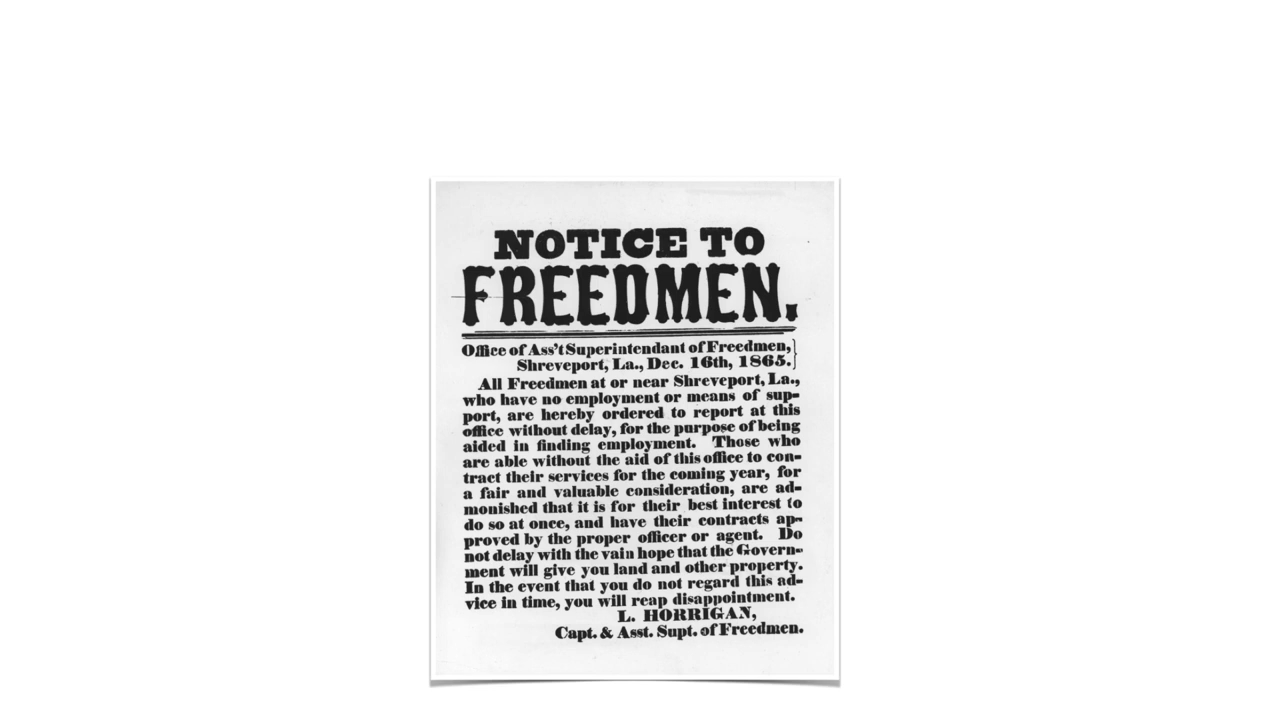 NOTICE TO
FREEDMEN.
Office of Ass't Superintendant of Freedmen,
Shreveport, La., Dec. 16th, 1865.
All Freedmen at or near Shreveport, La.,
who have no employment or means of sup-
port, are hereby ordered to report at this
office without delay, for the purpose of being
aided in finding employment. Those who
are able without the aid of this office to con-
tract their services for the coming year, for
a fair and valuable consideration, are ad-
monished that it is for their best interest to
do so at once, and have their contracts ap-
proved by the proper officer or agent. Do
not delay with the vain hope that the Govern-
ment will give you land and other property.
In the event that you do not regard this ad-
vice in time, you will reap disappointment.
L. HORRIGAN,
Capt. & Asst. Supt. of Freedmen.